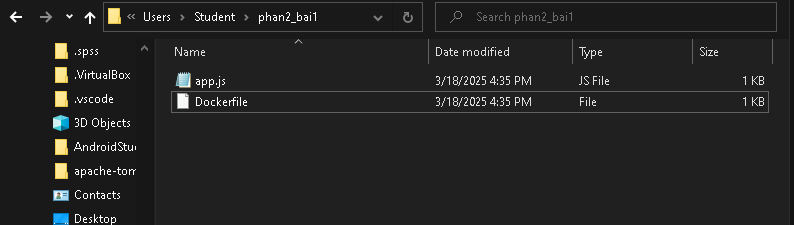 Users > Student > phan2_bai1
Search phan2_bai1
.spss
.VirtualBox
.vscode
3D Objects
AndroidStu
apache-tom
Contacts
Desktop
Name Date modified Type Size
app.js 3/18/2025 4:35 PM JS File 1 KB
Dockerfile 3/18/2025 4:35 PM File 1 KB